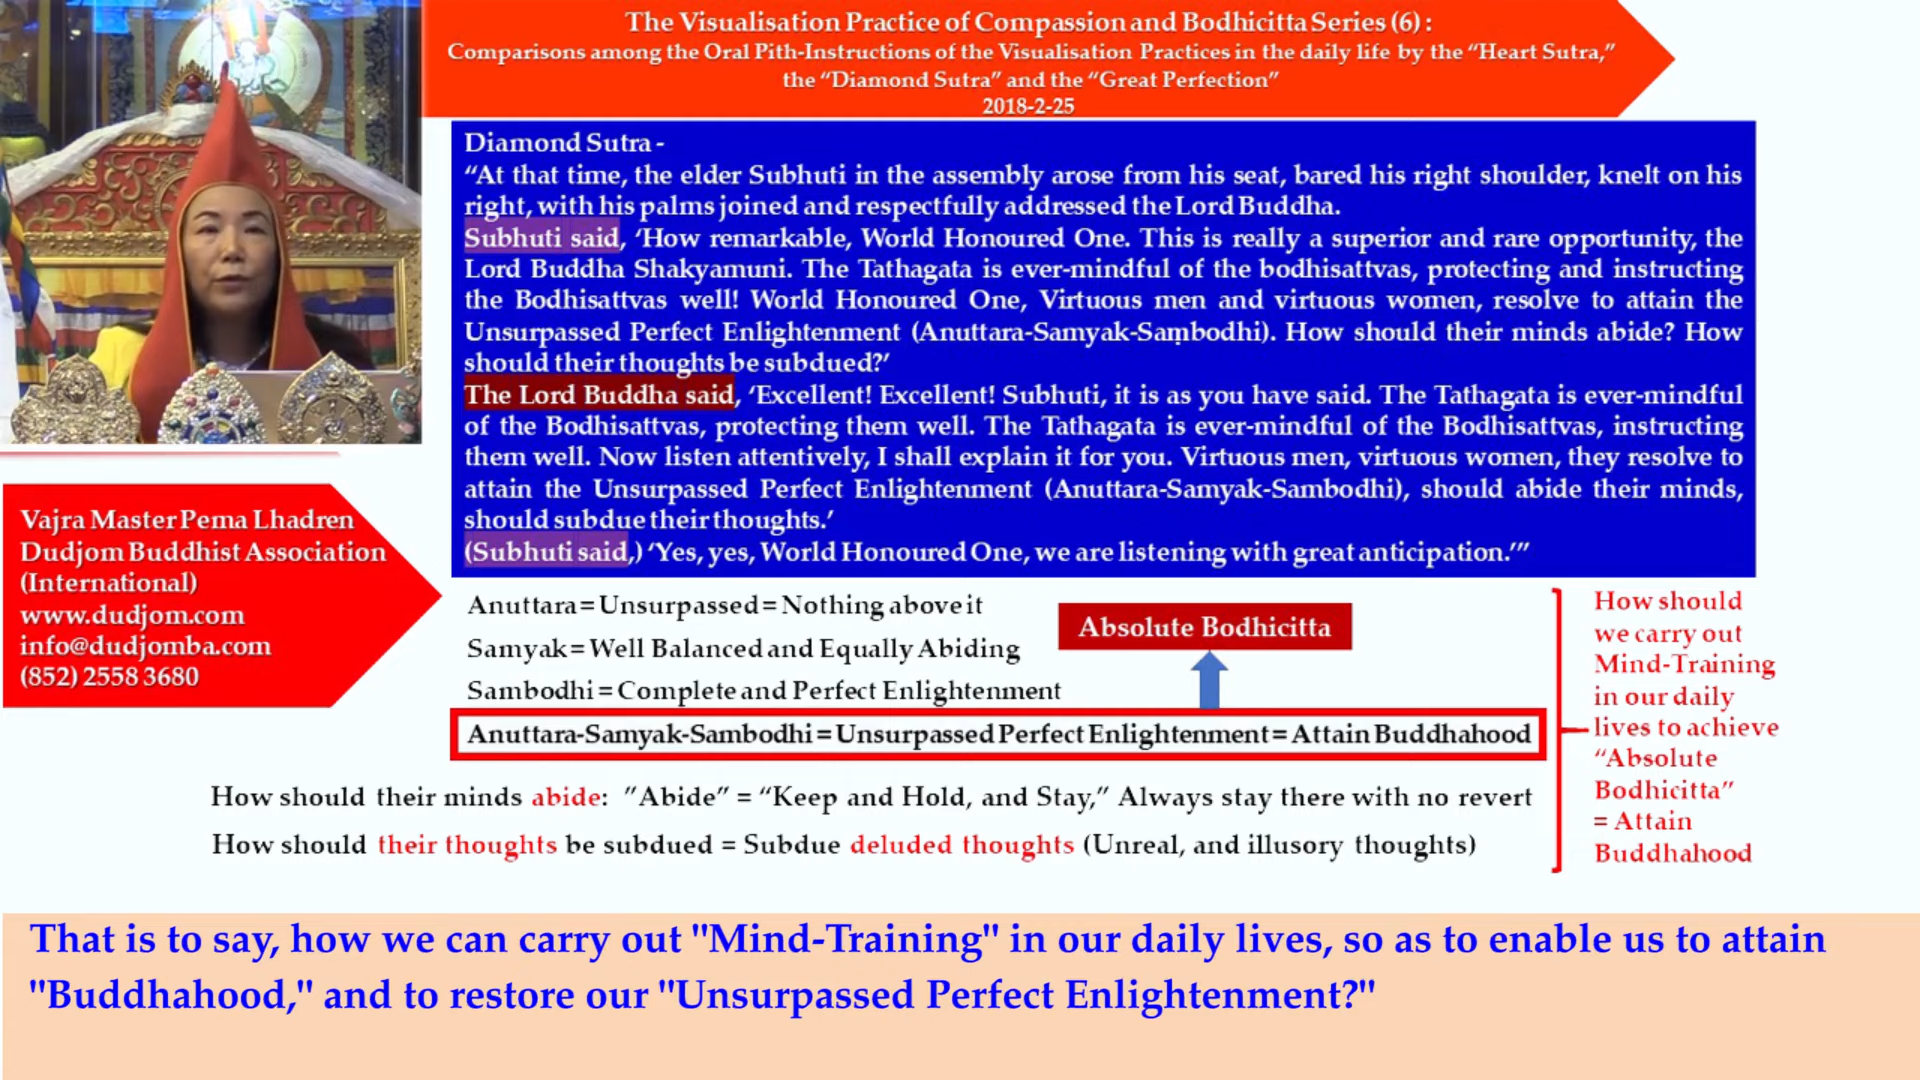 The Visualisation Practice of Compassion and Bodhicitta Series (6) :
Comparisons among the Oral Pith-Instructions of the Visualisation Practices in the daily life by the “Heart Sutra,”
the “Diamond Sutra” and the “Great Perfection”
2018-2-25
Diamond Sutra -
“At that time, the elder Subhuti in the assembly arose from his seat, bared his right shoulder, knelt on his
right, with his palms joined and respectfully addressed the Lord Buddha.
Subhuti said, ‘How remarkable, World Honoured One. This is really a superior and rare opportunity, the
Lord Buddha Shakyamuni. The Tathagata is ever-mindful of the bodhisattvas, protecting and instructing
the Bodhisattvas well! World Honoured One, Virtuous men and virtuous women, resolve to attain the
Unsurpassed Perfect Enlightenment (Anuttara-Samyak-Saṃbodhi). How should their minds abide? How
should their thoughts be subdued?’
The Lord Buddha said, ‘Excellent! Excellent! Subhuti, it is as you have said. The Tathagata is ever-mindful
of the Bodhisattvas, protecting them well. The Tathagata is ever-mindful of the Bodhisattvas, instructing
them well. Now listen attentively, I shall explain it for you. Virtuous men, virtuous women, they resolve to
attain the Unsurpassed Perfect Enlightenment (Anuttara-Samyak-Sambodhi), should abide their minds,
should subdue their thoughts.’
(Subhuti said,) ‘Yes, yes, World Honoured One, we are listening with great anticipation.’”
Vajra Master Pema Lhadren
Dudjom Buddhist Association
(International)
www.dudjom.com
info@dudjomba.com
(852) 2558 3680
Anuttara = Unsurpassed = Nothing above it
Samyak = Well Balanced and Equally Abiding
Sambodhi = Complete and Perfect Enlightenment
Absolute Bodhicitta
Anuttara-Samyak-Sambodhi = Unsurpassed Perfect Enlightenment = Attain Buddhahood
How should their minds abide: ”Abide” = “Keep and Hold, and Stay,” Always stay there with no revert
How should their thoughts be subdued = Subdue deluded thoughts (Unreal, and illusory thoughts)
How should
we carry out
Mind-Training
in our daily
lives to achieve
“Absolute
Bodhicitta”
= Attain
Buddhahood
That is to say, how we can carry out "Mind-Training" in our daily lives, so as to enable us to attain
"Buddhahood," and to restore our "Unsurpassed Perfect Enlightenment?"